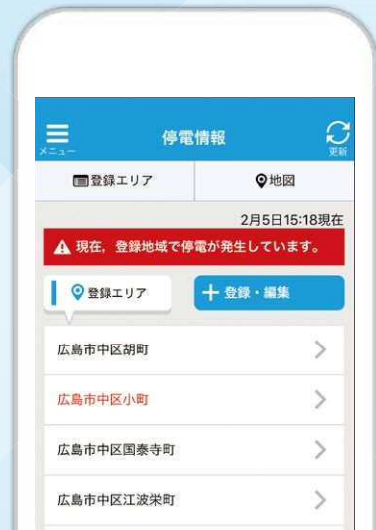 停電情報
メニュー
更新
登録エリア
地図
2月5日15:18現在
現在，登録地域で停電が発生しています。
登録エリア
登録・編集
広島市中区胡町
広島市中区小町
広島市中区国泰寺町
広島市中区江波栄町